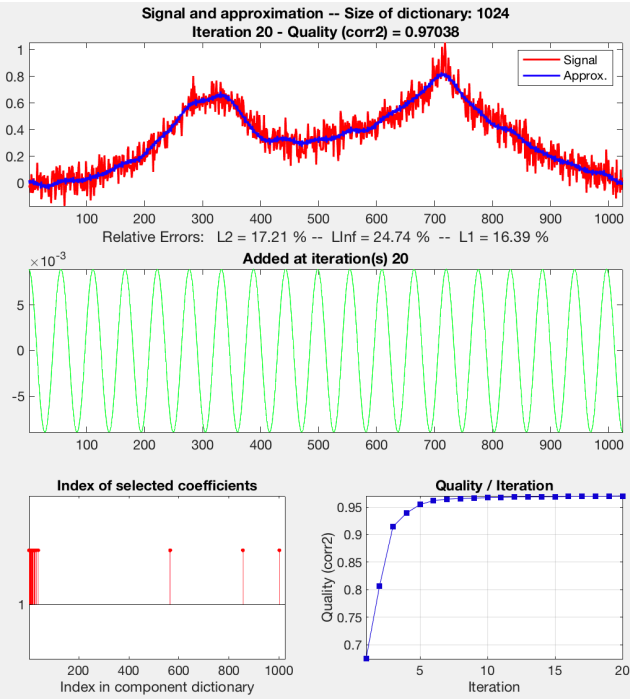 Signal and approximation -- Size of dictionary: 1024
Iteration 20 - Quality (corr2) = 0.97038
1
0.8
0.6
0.4
0.2
0
Signal
Approx.
100 200 300 400 500 600 700 800 900 1000
Relative Errors: L2 = 17.21 % -- LInf = 24.74 % -- L1 = 16.39 %
×10^-3
Added at iteration(s) 20
5
0
-5
100 200 300 400 500 600 700 800 900 1000
Index of selected coefficients
1
200 400 600 800 1000
Index in component dictionary
Quality / Iteration
Quality (corr2)
0.95
0.9
0.85
0.8
0.75
0.7
5 10 15 20
Iteration